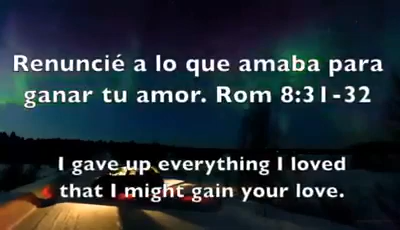 Renuncié a lo que amaba para
ganar tu amor. Rom 8:31-32
I gave up everything I loved
that I might gain your love.